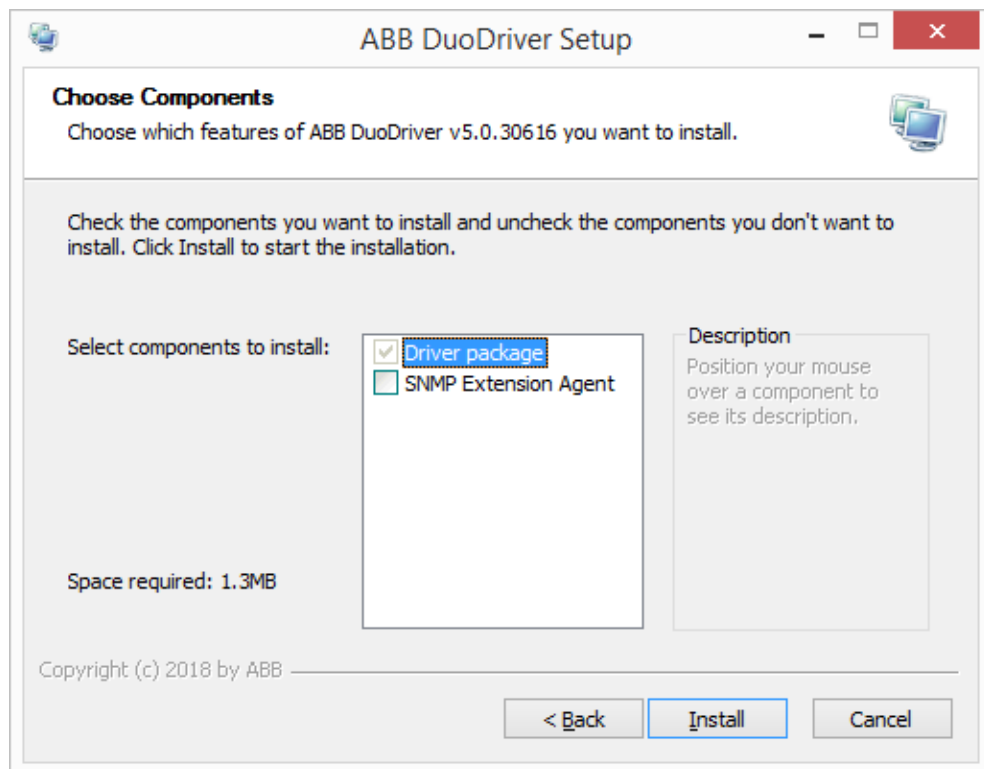 ABB DuoDriver Setup
Choose Components
Choose which features of ABB DuoDriver v5.0.30616 you want to install.
Check the components you want to install and uncheck the components you don't want to
install. Click Install to start the installation.
Select components to install:
Driver package
SNMP Extension Agent
Description
Position your mouse
over a component to
see its description.
Space required: 1.3MB
Copyright (c) 2018 by ABB
< Back
Install
Cancel